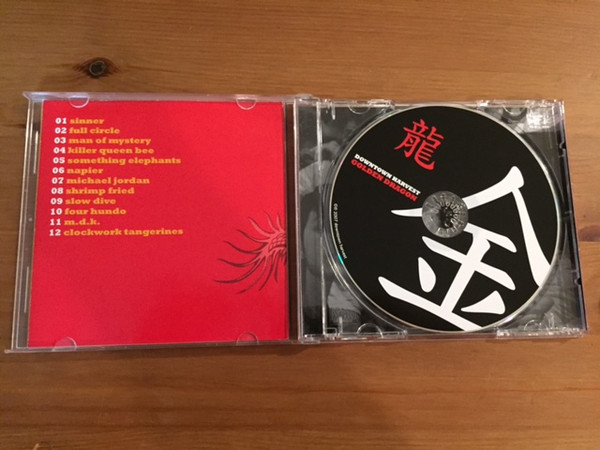 01 sinner
02 full circle
03 man of mystery
04 killer queen bee
05 something elephants
06 napier
07 michael jordan
08 shrimp fried
09 slow dive
10 four hundo
11 m.d.k.
12 clockwork tangerines
龍
DOWNTOWN HARVEST
GOLDEN DRAGON
金